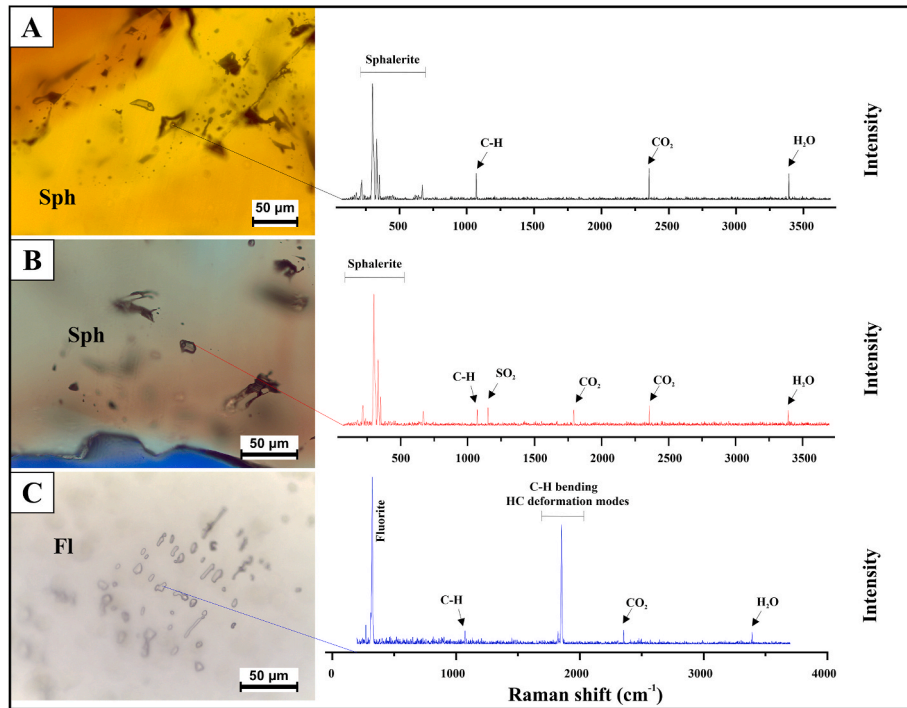 A
Sph
50 µm
Sphalerite
C-H
CO₂
H₂O
Intensity
500 1000 1500 2000 2500 3000 3500
B
Sph
50 µm
Sphalerite
C-H
SO₂
CO₂
CO₂
H₂O
Intensity
500 1000 1500 2000 2500 3000 3500
C
Fl
50 µm
Fluorite
C-H bending
HC deformation modes
C-H
CO₂
H₂O
Intensity
0 1000 2000 3000 4000
Raman shift (cm⁻¹)